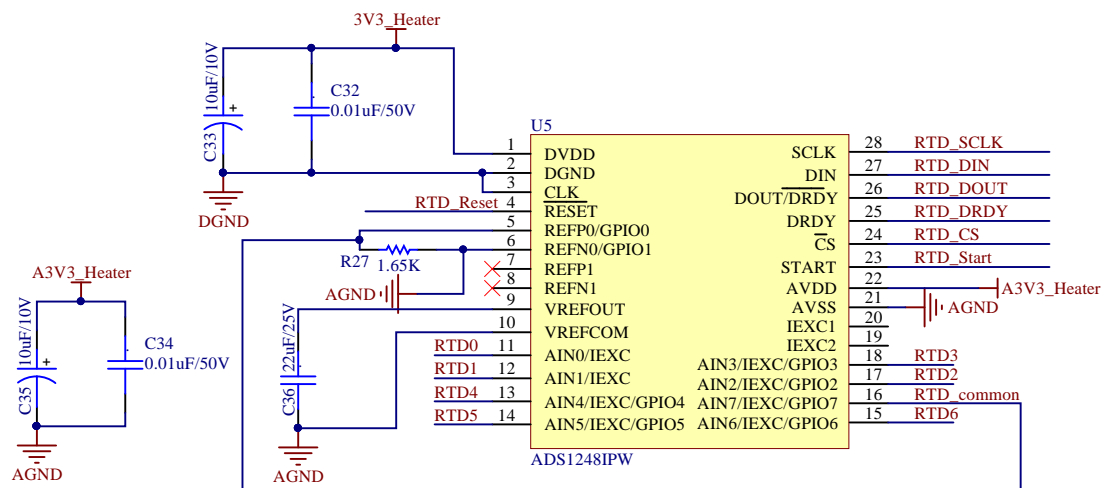 3V3_Heater
10uF/10V
+
C33
C32
0.01uF/50V
DGND
U5
1 DVDD
2 DGND
3 CLK
RTD_Reset 4 RESET
5 REFP0/GPIO0
6 REFN0/GPIO1
R27 1.65K
7 REFP1
8 REFN1
AGND
9 VREFOUT
10 VREFCOM
22uF/25V
C36
AGND
RTD0 11 AIN0/IEXC
RTD1 12 AIN1/IEXC
RTD4 13 AIN4/IEXC/GPIO4
RTD5 14 AIN5/IEXC/GPIO5
SCLK 28 RTD_SCLK
DIN 27 RTD_DIN
DOUT/DRDY 26 RTD_DOUT
DRDY 25 RTD_DRDY
CS 24 RTD_CS
START 23 RTD_Start
AVDD 22 A3V3_Heater
AVSS 21 AGND
IEXC1 20
IEXC2 19
AIN3/IEXC/GPIO3 18 RTD3
AIN2/IEXC/GPIO2 17 RTD2
AIN7/IEXC/GPIO7 16 RTD_common
AIN6/IEXC/GPIO6 15 RTD6
ADS1248IPW
A3V3_Heater
10uF/10V
+
C35
C34
0.01uF/50V
AGND